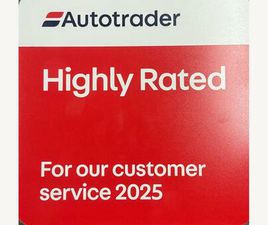 Autotrader
Highly Rated
For our customer
service 2025